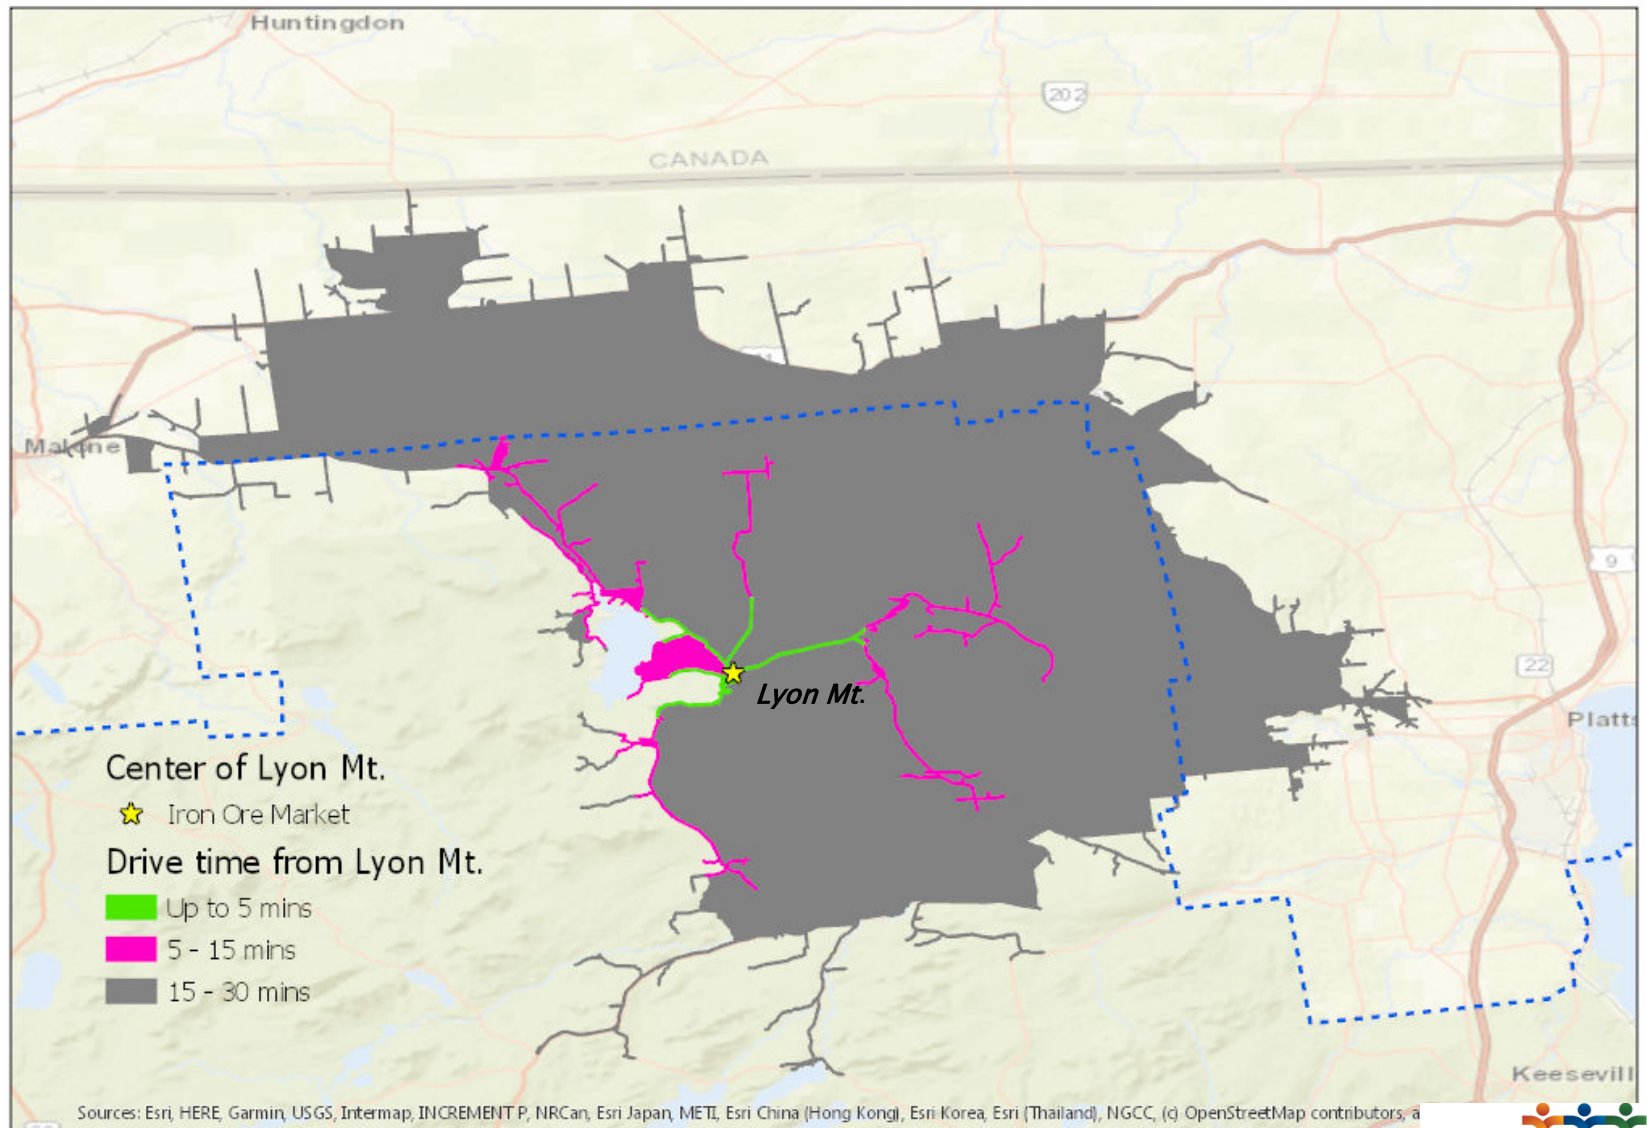 Huntingdon
202
CANADA
Malone
9
22
Lyon Mt.
Platts
Center of Lyon Mt.
Iron Ore Market
Drive time from Lyon Mt.
Up to 5 mins
5 - 15 mins
15 - 30 mins
Keesevill
Sources: Esri, HERE, Garmin, USGS, Intermap, INCREMENT P, NRCan, Esri Japan, METI, Esri China (Hong Kong), Esri Korea, Esri (Thailand), NGCC, (c) OpenStreetMap contributors, a